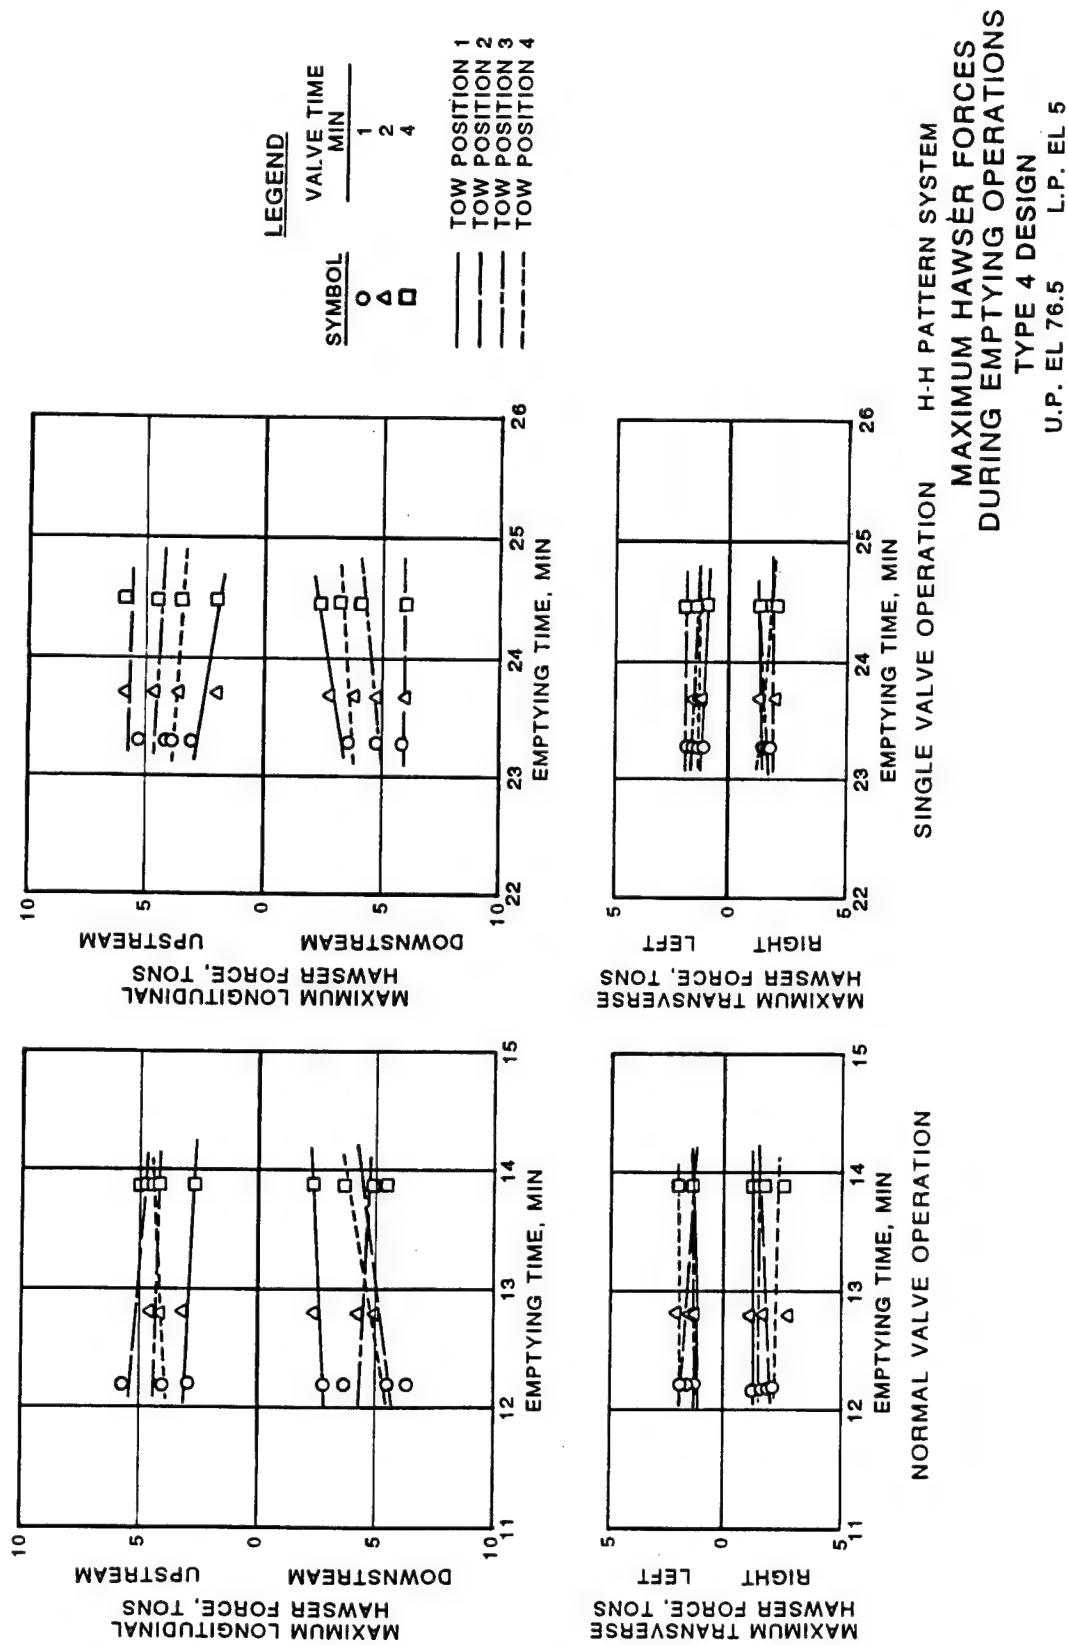 10
5
0
5
10
UPSTREAM
DOWNSTREAM
MAXIMUM LONGITUDINAL
HAWSER FORCE, TONS
11
12
13
14
15
EMPTYING TIME, MIN
10
5
0
5
10
UPSTREAM
DOWNSTREAM
MAXIMUM LONGITUDINAL
HAWSER FORCE, TONS
22
23
24
25
26
EMPTYING TIME, MIN
LEGEND
SYMBOL
VALVE TIME
MIN
1
2
4
TOW POSITION 1
TOW POSITION 2
TOW POSITION 3
TOW POSITION 4
5
0
5
LEFT
RIGHT
MAXIMUM TRANSVERSE
HAWSER FORCE, TONS
11
12
13
14
15
EMPTYING TIME, MIN
NORMAL VALVE OPERATION
5
0
5
LEFT
RIGHT
MAXIMUM TRANSVERSE
HAWSER FORCE, TONS
22
23
24
25
26
EMPTYING TIME, MIN
SINGLE VALVE OPERATION
H-H PATTERN SYSTEM
MAXIMUM HAWSER FORCES
DURING EMPTYING OPERATIONS
TYPE 4 DESIGN
U.P. EL 76.5 L.P. EL 5